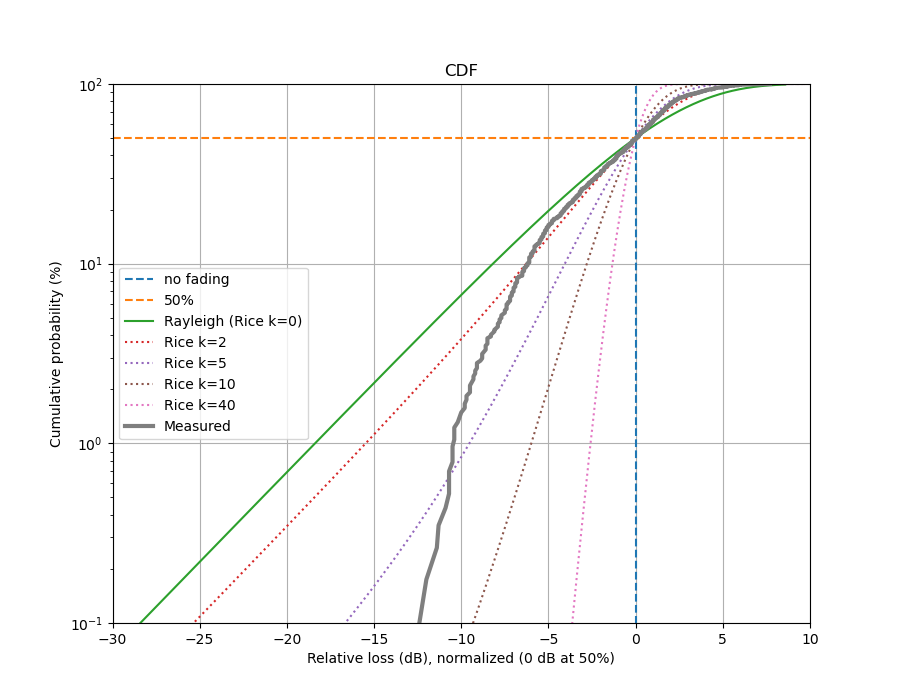 CDF
10²
10¹
10⁰
10⁻¹
Cumulative probability (%)
no fading
50%
Rayleigh (Rice k=0)
Rice k=2
Rice k=5
Rice k=10
Rice k=40
Measured
−30 −25 −20 −15 −10 −5 0 5 10
Relative loss (dB), normalized (0 dB at 50%)